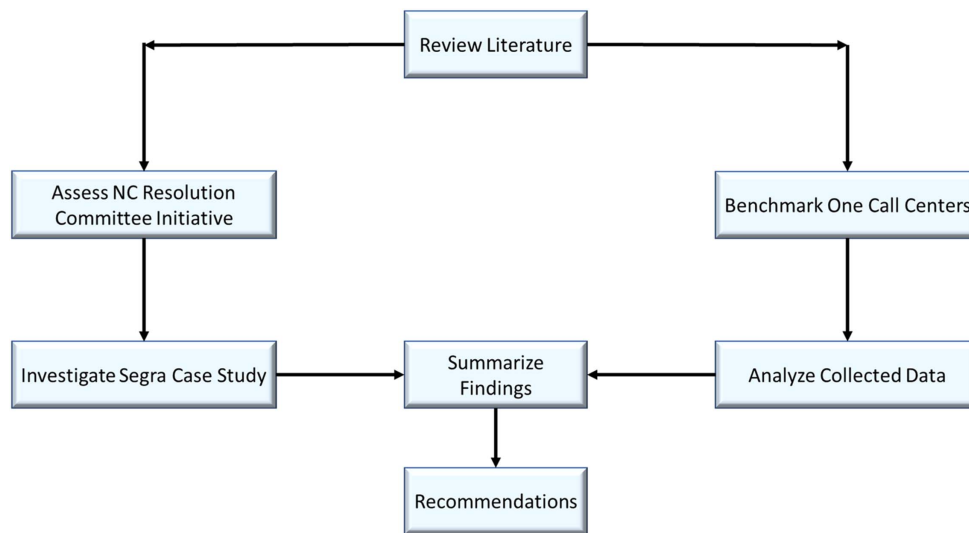 Review Literature
Assess NC Resolution
Committee Initiative
Benchmark One Call Centers
Investigate Segra Case Study
Summarize
Findings
Analyze Collected Data
Recommendations